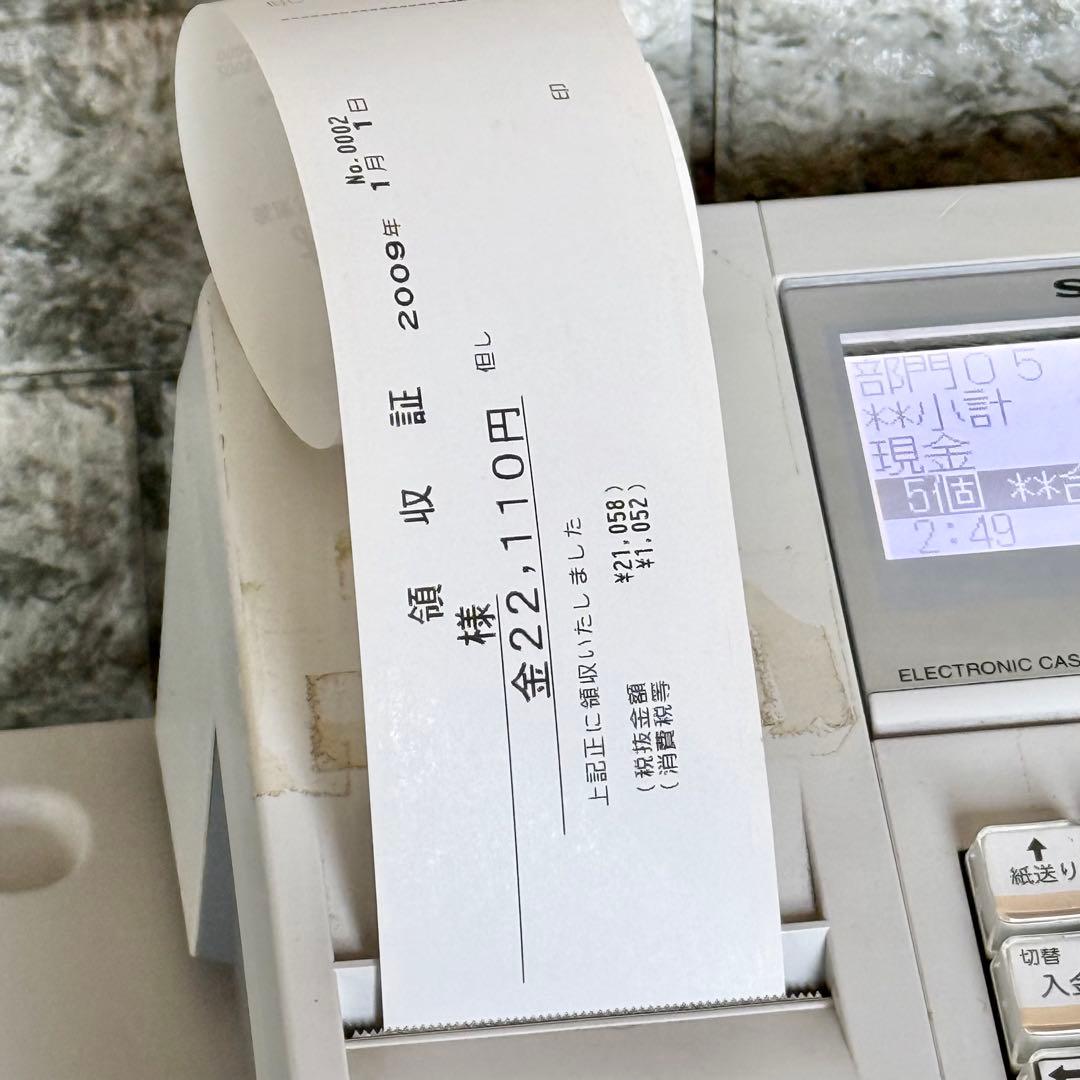 No.0002
領収証 2009年 1月 1日
様
金22,110円 但し
印
上記正に領収いたしました
(税抜金額 ¥21,058)
(消費税等 ¥1,052)
部門05
**小計
現金
5個 **合
2:49
ELECTRONIC CAS
↑
紙送り
切替
入金